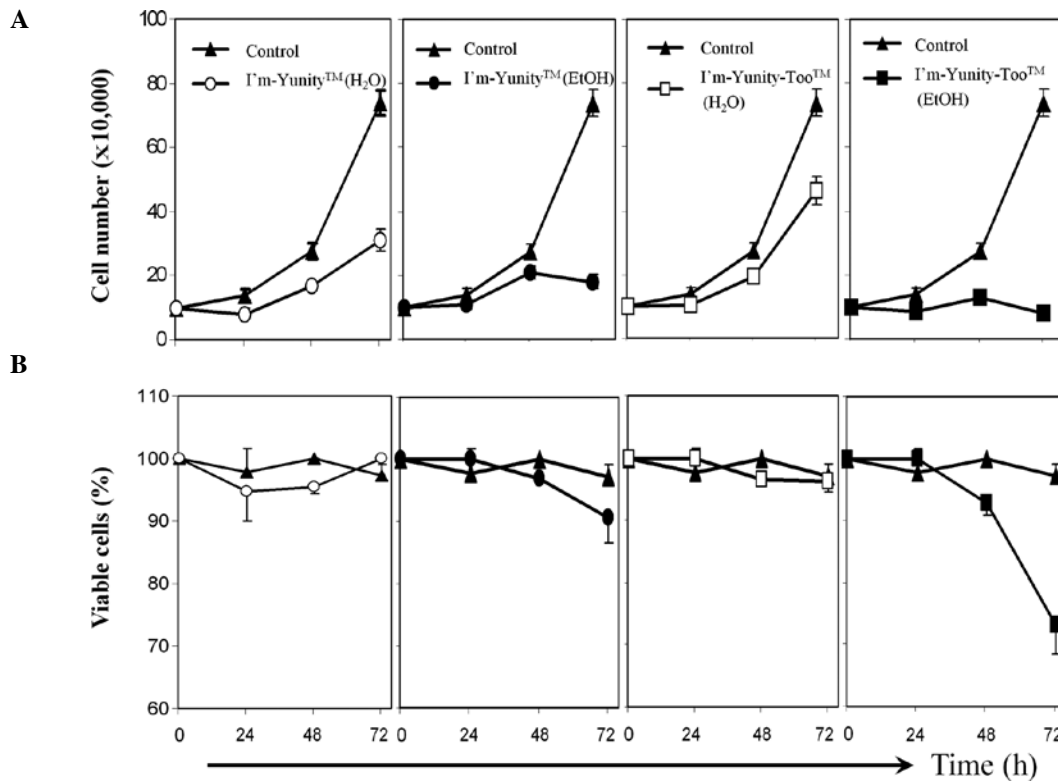 A
100
80
60
40
20
0
Cell number (x10,000)
Control
I'm-Yunity™(H₂O)
Control
I'm-Yunity™(EtOH)
Control
I'm-Yunity-Too™
(H₂O)
Control
I'm-Yunity-Too™
(EtOH)
B
110
100
90
80
70
60
Viable cells (%)
0 24 48 72
0 24 48 72
0 24 48 72
0 24 48 72
Time (h)